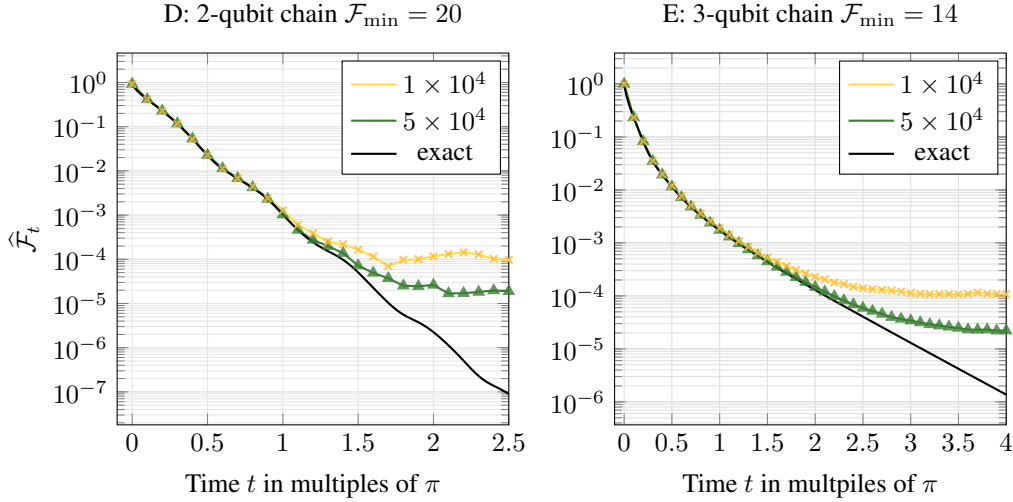 D: 2-qubit chain ℱ_min = 20
10^0
10^−1
10^−2
10^−3
10^−4
10^−5
10^−6
10^−7
ℱ̂_t
1 × 10^4
5 × 10^4
exact
0 0.5 1 1.5 2 2.5
Time t in multiples of π
E: 3-qubit chain ℱ_min = 14
10^0
10^−1
10^−2
10^−3
10^−4
10^−5
10^−6
1 × 10^4
5 × 10^4
exact
0 0.5 1 1.5 2 2.5 3 3.5 4
Time t in multpiles of π